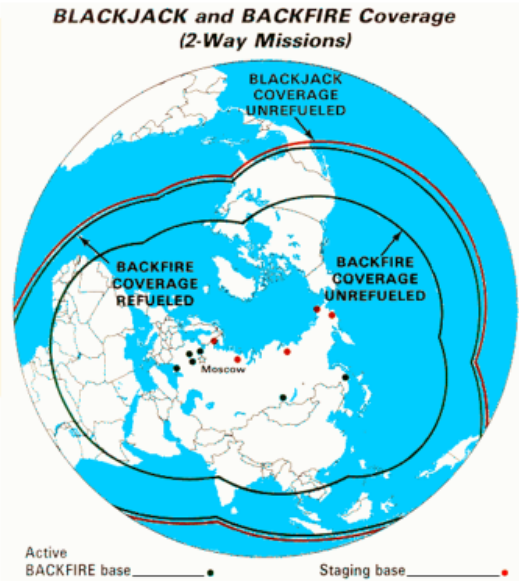 BLACKJACK and BACKFIRE Coverage
(2-Way Missions)
BLACKJACK
COVERAGE
UNREFUELED
BACKFIRE
COVERAGE
REFUELED
BACKFIRE
COVERAGE
UNREFUELED
Moscow
Active
BACKFIRE base
Staging base